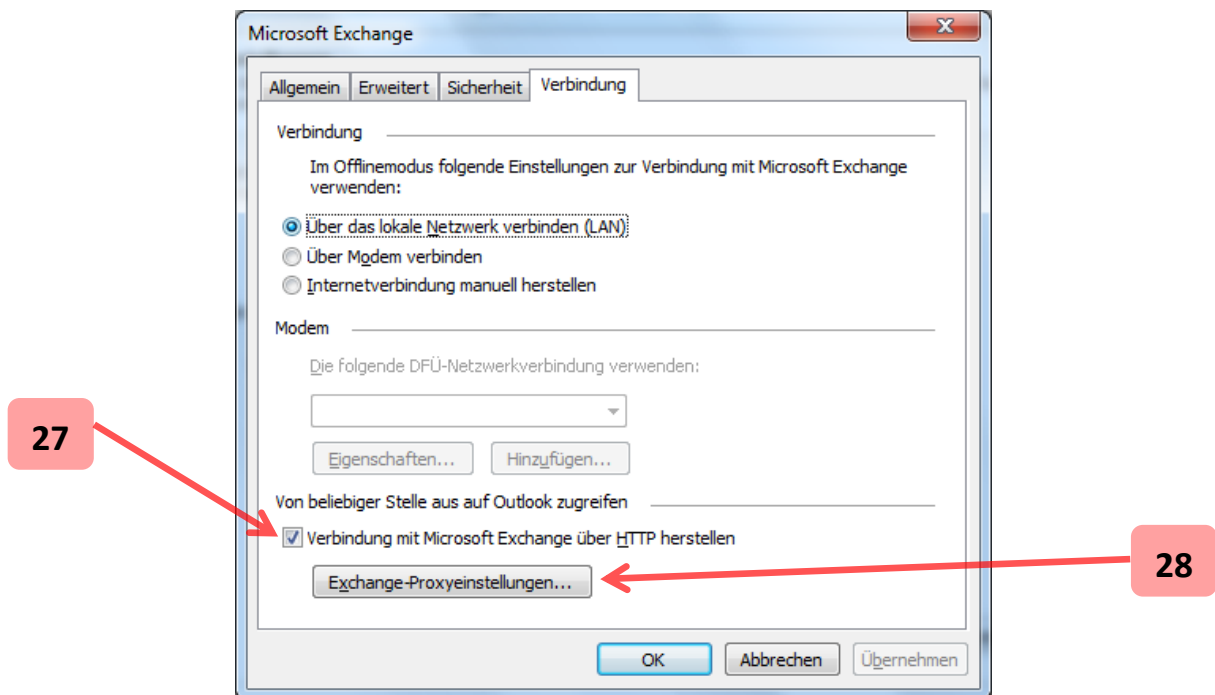 Microsoft Exchange
Allgemein Erweitert Sicherheit Verbindung
Verbindung
Im Offlinemodus folgende Einstellungen zur Verbindung mit Microsoft Exchange
verwenden:
Über das lokale Netzwerk verbinden (LAN)
Über Modem verbinden
Internetverbindung manuell herstellen
Modem
Die folgende DFÜ-Netzwerkverbindung verwenden:
27
Eigenschaften... Hinzufügen...
Von beliebiger Stelle aus auf Outlook zugreifen
Verbindung mit Microsoft Exchange über HTTP herstellen
28
Exchange-Proxyeinstellungen...
OK Abbrechen Übernehmen